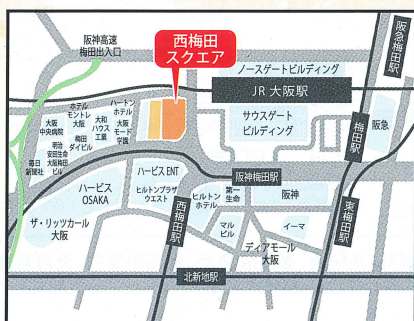 阪神高速
梅田出入口
西梅田
スクエア
阪急梅田駅
ノースゲートビルディング
JR 大阪駅
ホテル
モントレ
大阪
ハートン
ホテル
大阪
中央病院
大和
ハウス
工業
大阪
モード
学園
梅田
ダイビル
明治
安田生命
大阪梅田
ビル
毎日
新聞社
サウスゲート
ビルディング
梅田駅
阪急
ハービス
OSAKA
ハービス ENT
ヒルトンプラザ
ウエスト
阪神梅田駅
ヒルトン
ホテル
第一
生命
阪神
ザ・リッツカールトン
大阪
西梅田駅
マル
ビル
イーマ
東梅田駅
ディアモール
大阪
北新地駅